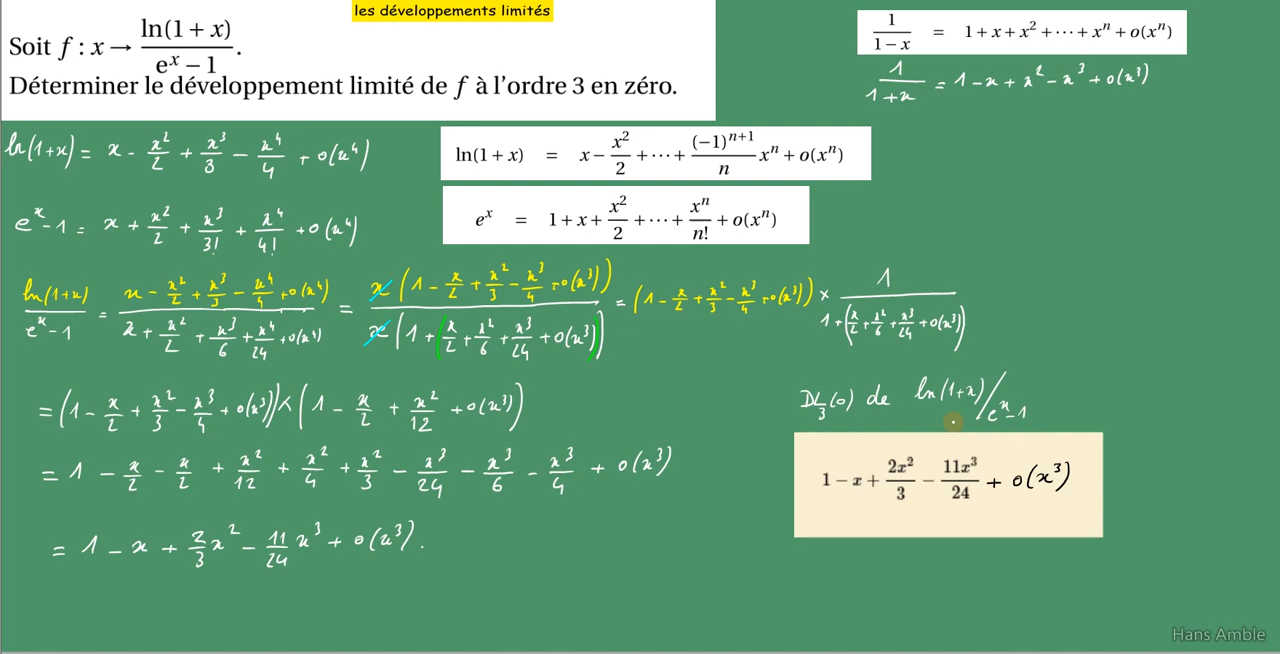 les développements limités
Soit f : x → ln(1 + x) / (e^x − 1).
Déterminer le développement limité de f à l'ordre 3 en zéro.
1/(1 − x) = 1 + x + x² + ··· + x^n + o(x^n)
1/(1+x) = 1 - x + x² - x³ + o(x³)
ln(1+x) = x - x²/2 + x³/3 - x⁴/4 + o(x⁴)
ln(1 + x) = x − x²/2 + ··· + (−1)^(n+1)/n x^n + o(x^n)
e^x - 1 = x + x²/2 + x³/3! + x⁴/4! + o(x⁴)
e^x = 1 + x + x²/2 + ··· + x^n/n! + o(x^n)
ln(1+x)/(e^x - 1) = (x - x²/2 + x³/3 - x⁴/4 + o(x⁴))/(x + x²/2 + x³/6 + x⁴/24 + o(x⁴)) = x(1 - x/2 + x²/3 - x³/4 + o(x³))/x(1 + (x/2 + x²/6 + x³/24 + o(x³))) = (1 - x/2 + x²/3 - x³/4 + o(x³)) × 1/(1 + (x/2 + x²/6 + x³/24 + o(x³)))
= (1 - x/2 + x²/3 - x³/4 + o(x³)) × (1 - x/2 + x²/12 + o(x³))
= 1 - x/2 - x/2 + x²/12 + x²/4 + x²/3 - x³/24 - x³/6 - x³/4 + o(x³)
= 1 - x + 2/3 x² - 11/24 x³ + o(x³).
DL₃(0) de ln(1+x)/e^x-1
1 − x + 2x²/3 − 11x³/24 + o(x³)
Hans Amble